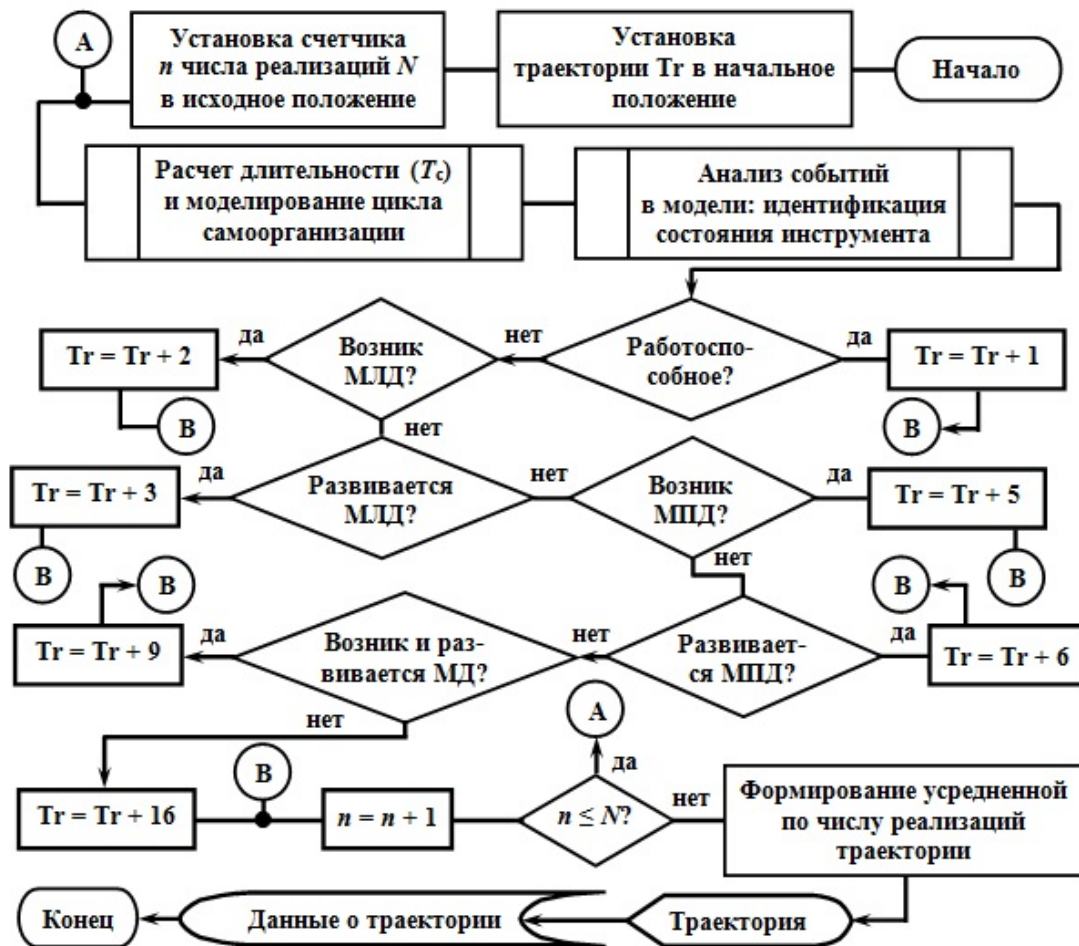 А
Установка счетчика
n числа реализаций N
в исходное положение
Установка
траектории Tr в начальное
положение
Начало
Расчет длительности (Tс)
и моделирование цикла
самоорганизации
Анализ событий
в модели: идентификация
состояния инструмента
Tr = Tr + 2
да
Возник
МЛД?
нет
Работоспо-
собное?
да
Tr = Tr + 1
В
В
нет
Tr = Tr + 3
да
Развивается
МЛД?
нет
Возник
МПД?
да
Tr = Tr + 5
В
нет
В
В
В
Tr = Tr + 9
да
Возник и раз-
вивается МД?
нет
Развивает-
ся МПД?
да
Tr = Tr + 6
нет
А
В
да
Tr = Tr + 16
n = n + 1
n ≤ N?
нет
Формирование усредненной
по числу реализаций
траектории
Конец
Данные о траектории
Траектория